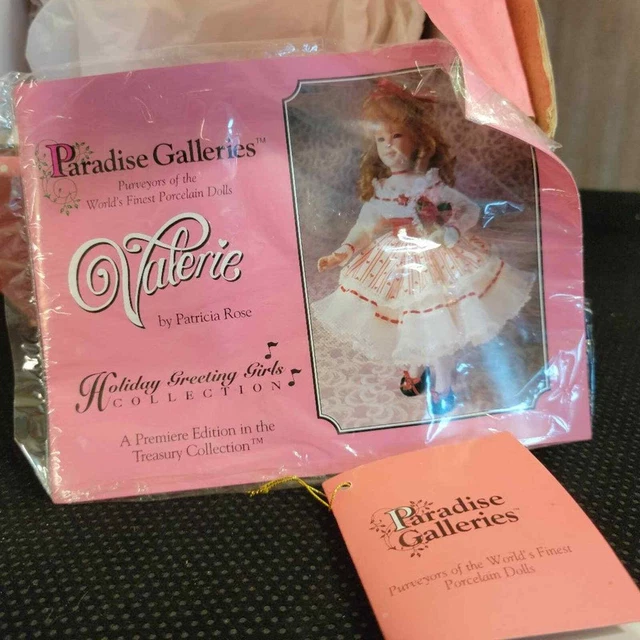 Paradise Galleries™
Purveyors of the
World's Finest Porcelain Dolls
Valerie
by Patricia Rose
Holiday Greeting Girls
COLLECTION
A Premiere Edition in the
Treasury Collection™
Paradise
Galleries™
Purveyors of the World's Finest
Porcelain Dolls